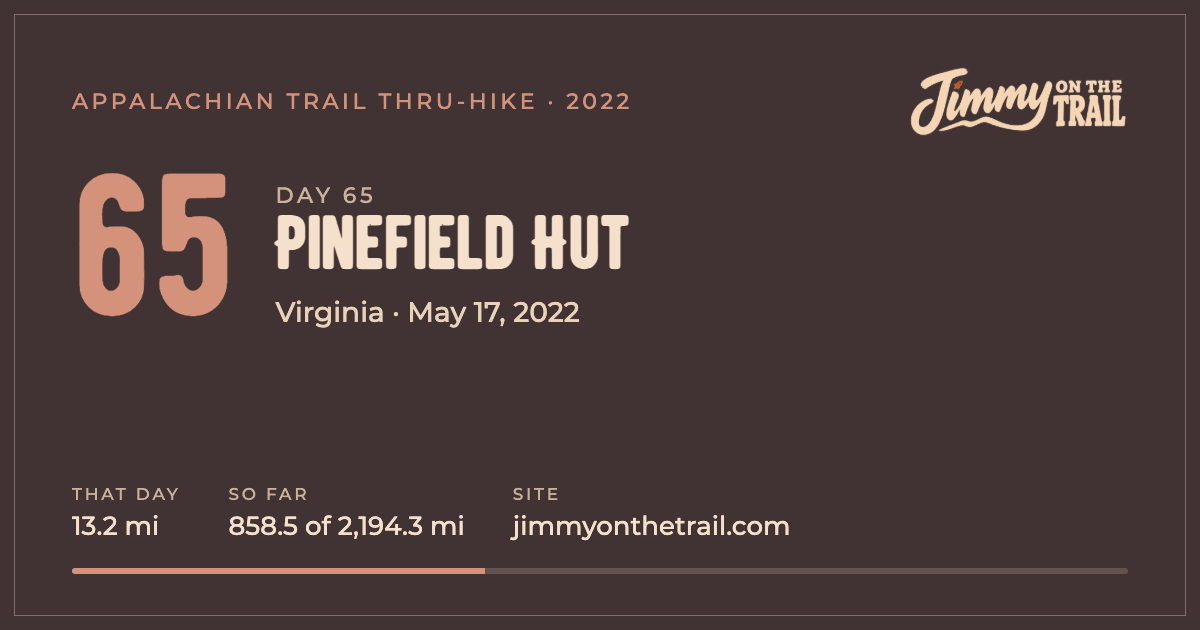 APPALACHIAN TRAIL THRU-HIKE · 2022
Jimmy ON THE TRAIL
65
DAY 65
PINEFIELD HUT
Virginia · May 17, 2022
THAT DAY
13.2 mi
SO FAR
858.5 of 2,194.3 mi
SITE
jimmyonthetrail.com